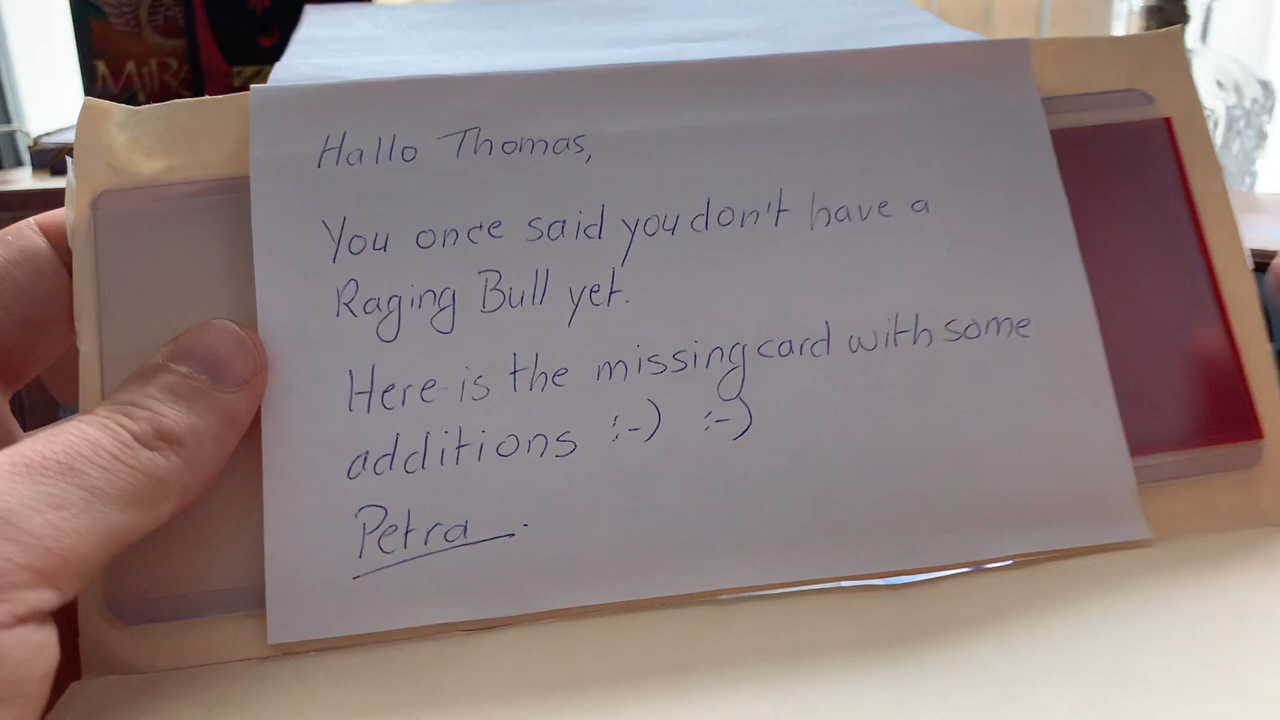 MiRA
Hallo Thomas,
You once said you don't have a
Raging Bull yet.
Here is the missing card with some
additions :-) :-)
Petra